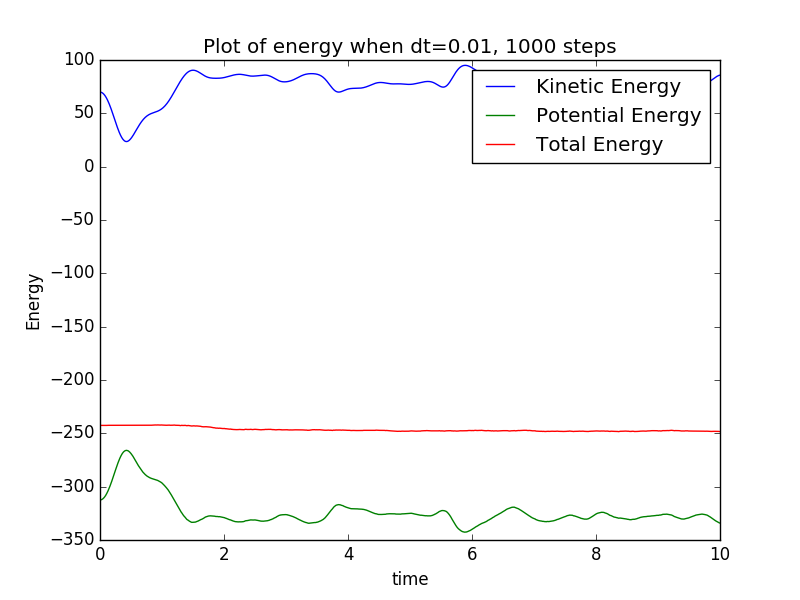 Plot of energy when dt=0.01, 1000 steps
100
50
0
−50
−100
−150
−200
−250
−300
−350
Energy
Kinetic Energy
Potential Energy
Total Energy
0 2 4 6 8 10
time